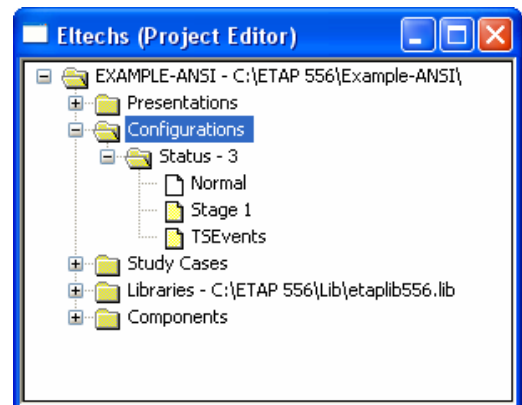 Eltechs (Project Editor)
EXAMPLE-ANSI - C:\ETAP 556\Example-ANSI\
Presentations
Configurations
Status - 3
Normal
Stage 1
TSEvents
Study Cases
Libraries - C:\ETAP 556\Lib\etaplib556.lib
Components